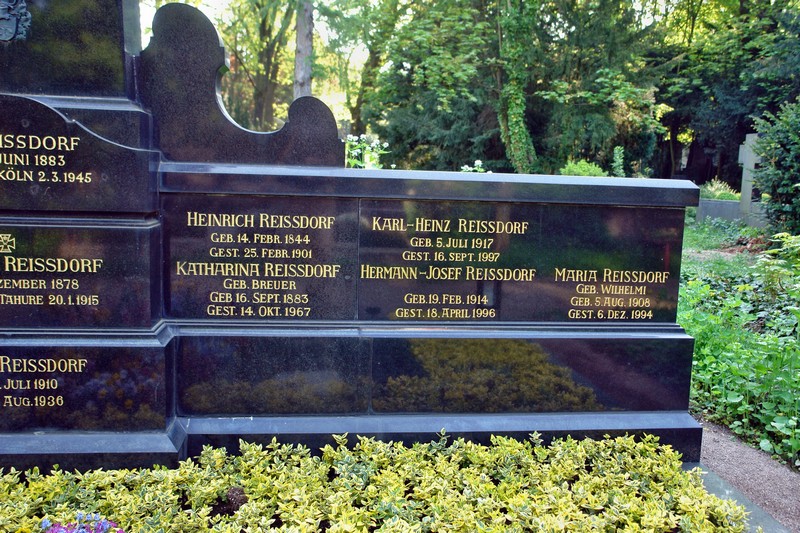 EISSDORF
JUNI 1883
KÖLN 2.3.1945
REISSDORF
ZEMBER 1878
TAHURE 20.1.1915
REISSDORF
JULI 1910
AUG. 1936
HEINRICH REISSDORF
GEB. 14. FEBR. 1844
GEST. 25. FEBR. 1901
KATHARINA REISSDORF
GEB. BREUER
GEB 16. SEPT. 1883
GEST. 14. OKT. 1967
KARL-HEINZ REISSDORF
GEB. 5. JULI 1917
GEST. 16. SEPT. 1997
HERMANN-JOSEF REISSDORF
GEB. 19. FEB. 1914
GEST. 18. APRIL 1996
MARIA REISSDORF
GEB. WILHELMI
GEB. 5. AUG. 1908
GEST. 6. DEZ. 1994